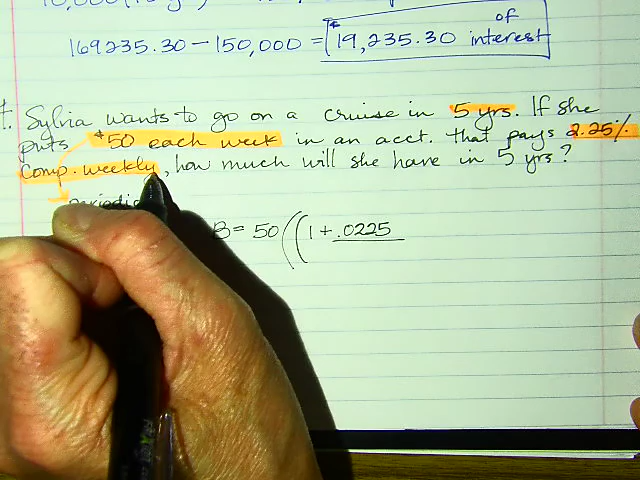 169235.30 - 150,000 = $19,235.30 of interest
7. Sylvia wants to go on a cruise in 5 yrs. If she
puts $50 each week in an acct. that pays 2.25%
comp. weekly, how much will she have in 5 yrs?
B = 50 ((1 + .0225